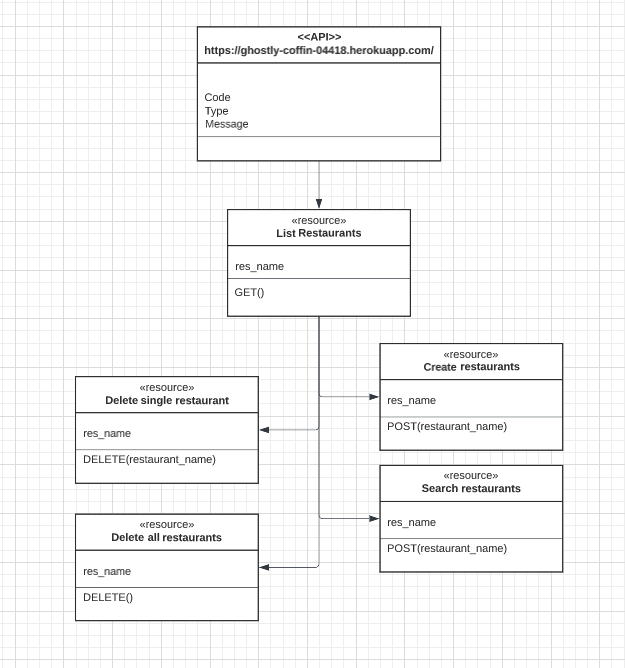 <<API>>
https://ghostly-coffin-04418.herokuapp.com/
Code
Type
Message
«resource»
List Restaurants
res_name
GET()
«resource»
Create restaurants
res_name
POST(restaurant_name)
«resource»
Delete single restaurant
res_name
DELETE(restaurant_name)
«resource»
Search restaurants
res_name
POST(restaurant_name)
«resource»
Delete all restaurants
res_name
DELETE()